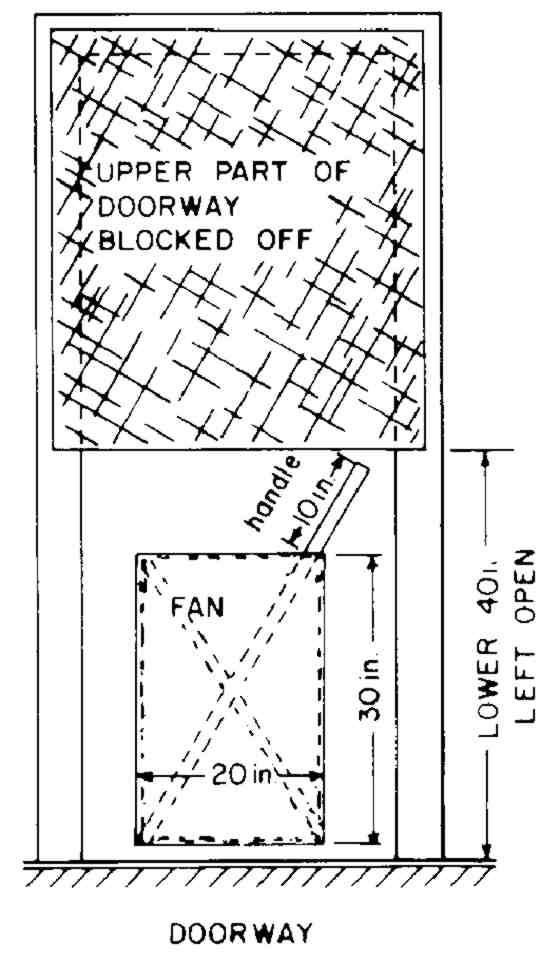 UPPER PART OF
DOORWAY
BLOCKED OFF
handle
10 in.
FAN
30 in.
20 in.
LOWER 40 in.
LEFT OPEN
DOORWAY